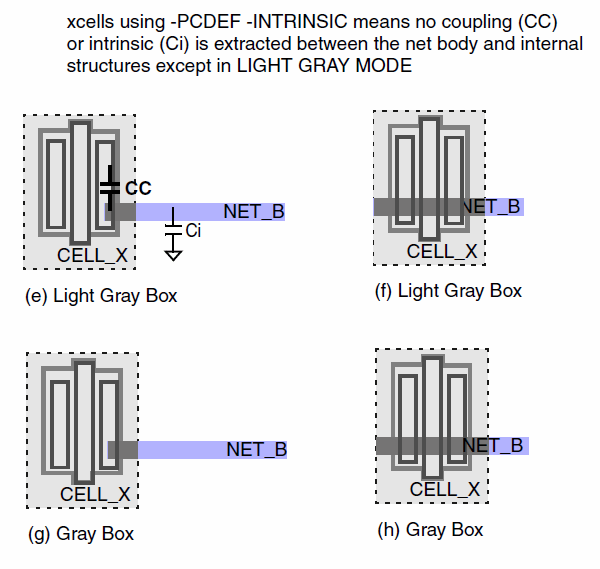 xcells using -PCDEF -INTRINSIC means no coupling (CC)
or intrinsic (Ci) is extracted between the net body and internal
structures except in LIGHT GRAY MODE
CC
NET_B
Ci
CELL_X
(e) Light Gray Box
NET_B
CELL_X
(f) Light Gray Box
NET_B
CELL_X
(g) Gray Box
NET_B
CELL_X
(h) Gray Box